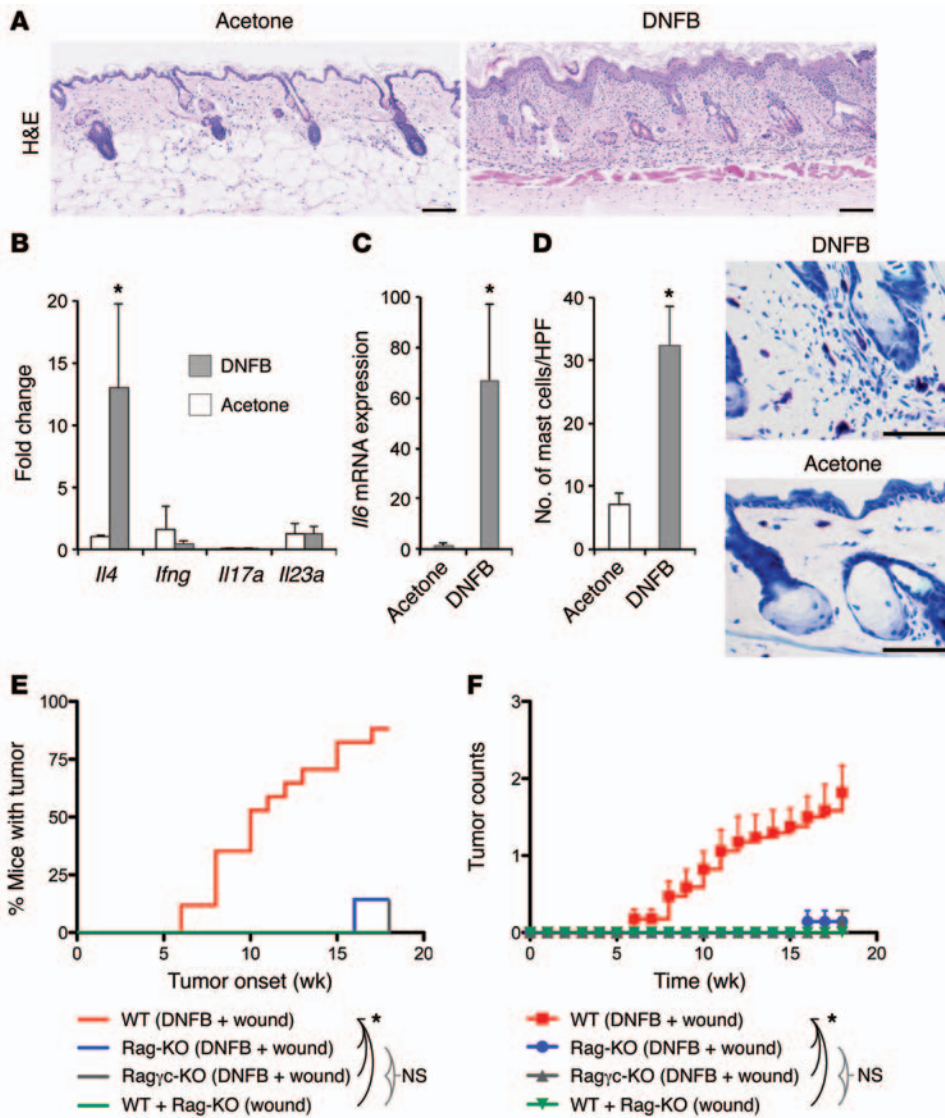 A
Acetone
DNFB
H&E
B
Fold change
20
15
10
5
0
*
DNFB
Acetone
Il4
Ifng
Il17a
Il23a
C
Il6 mRNA expression
100
80
60
40
20
0
*
Acetone
DNFB
D
No. of mast cells/HPF
40
30
20
10
0
*
Acetone
DNFB
DNFB
Acetone
E
% Mice with tumor
100
75
50
25
0
0
5
10
15
20
Tumor onset (wk)
WT (DNFB + wound)
Rag-KO (DNFB + wound)
Ragγc-KO (DNFB + wound)
WT + Rag-KO (wound)
*
NS
F
Tumor counts
3
2
1
0
0
5
10
15
20
Time (wk)
WT (DNFB + wound)
Rag-KO (DNFB + wound)
Ragγc-KO (DNFB + wound)
WT + Rag-KO (wound)
*
NS